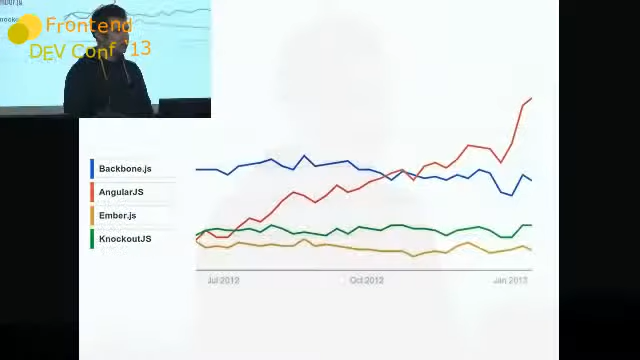 Frontend
DEV Conf '13
Backbone.js
AngularJS
Ember.js
KnockoutJS
Jul 2012
Oct 2012
Jan 2013